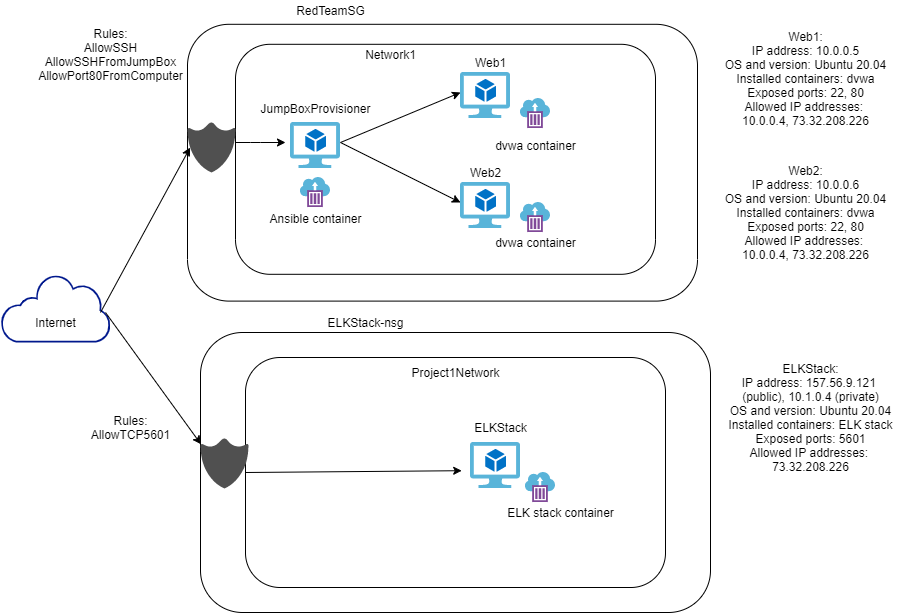 RedTeamSG
Rules:
AllowSSH
AllowSSHFromJumpBox
AllowPort80FromComputer
Network1
Web1
JumpBoxProvisioner
dvwa container
Web2
Ansible container
dvwa container
Web1:
IP address: 10.0.0.5
OS and version: Ubuntu 20.04
Installed containers: dvwa
Exposed ports: 22, 80
Allowed IP addresses:
10.0.0.4, 73.32.208.226
Web2:
IP address: 10.0.0.6
OS and version: Ubuntu 20.04
Installed containers: dvwa
Exposed ports: 22, 80
Allowed IP addresses:
10.0.0.4, 73.32.208.226
Internet
ELKStack-nsg
Project1Network
Rules:
AllowTCP5601
ELKStack
ELK stack container
ELKStack:
IP address: 157.56.9.121
(public), 10.1.0.4 (private)
OS and version: Ubuntu 20.04
Installed containers: ELK stack
Exposed ports: 5601
Allowed IP addresses:
73.32.208.226